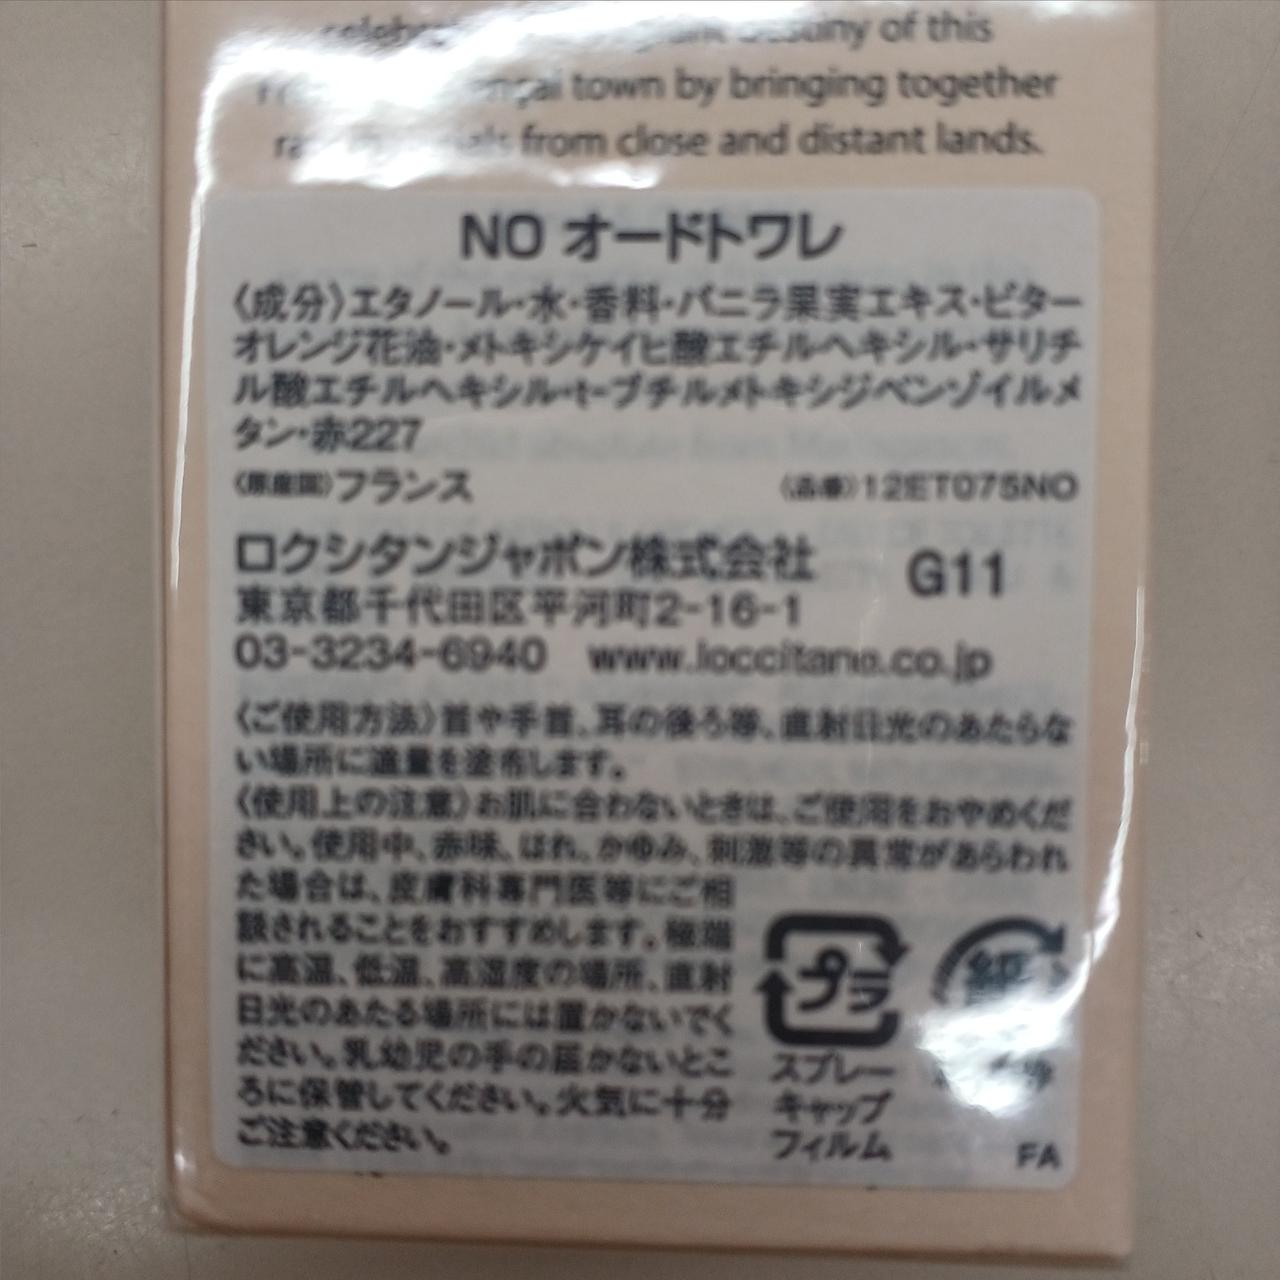 destiny of this
town by bringing together
from close and distant lands.
NO オードトワレ
〈成分〉エタノール・水・香料・バニラ果実エキス・ビター
オレンジ花油・メトキシケイヒ酸エチルヘキシル・サリチ
ル酸エチルヘキシル・t-ブチルメトキシジベンゾイルメ
タン・赤227
〈原産国〉フランス 〈品番〉12ET075NO
ロクシタンジャポン株式会社 G11
東京都千代田区平河町2-16-1
03-3234-6940 www.loccitane.co.jp
〈ご使用方法〉首や手首、耳の後ろ等、直射日光のあたらな
い場所に適量を塗布します。
〈使用上の注意〉お肌に合わないときは、ご使用をおやめくだ
さい。使用中、赤味、はれ、かゆみ、刺激等の異常があらわれ
た場合は、皮膚科専門医等にご相
談されることをおすすめします。極端
に高温、低温、高湿度の場所、直射
日光のあたる場所には置かないでく
ださい。乳幼児の手の届かないとこ
ろに保管してください。火気に十分
ご注意ください。
プラ
紙
スプレー
キャップ
フィルム
FA